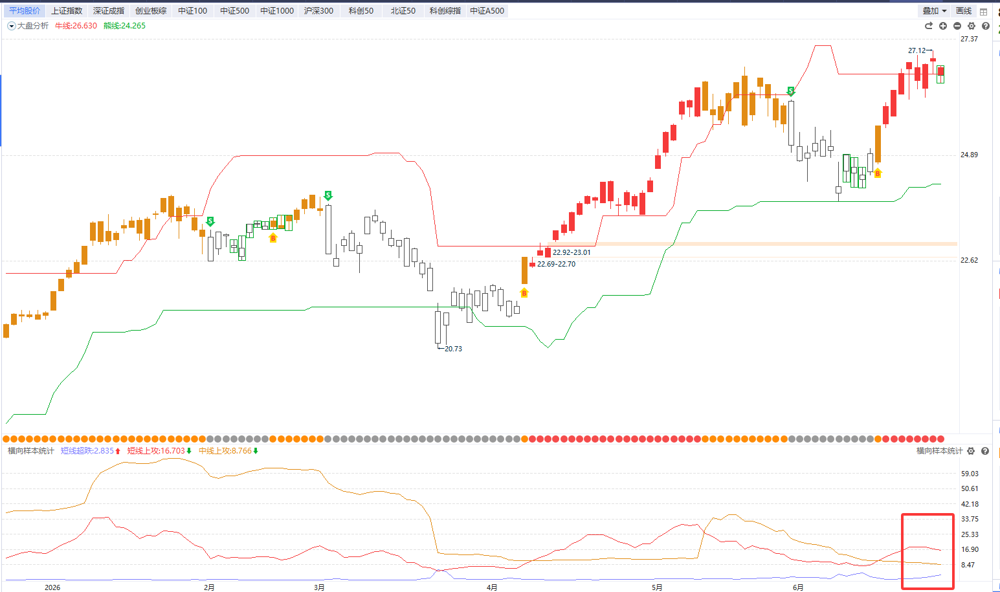 平均股价 上证指数 深证成指 创业板综 中证100 中证500 中证1000 沪深300 科创50 北证50 科创综指 中证A500 叠加 画线
大盘分析 牛线:26.630 熊线:24.265
27.37
27.12
S
24.89
B
S
S
B
22.92-23.01
22.69-22.70
22.62
B
20.73
横向样本统计 短线超跌:2.835 短线上攻:16.703 中线上攻:8.766 横向样本统计
59.03
50.61
42.18
33.75
25.33
16.90
8.47
2026 2月 3月 4月 5月 6月